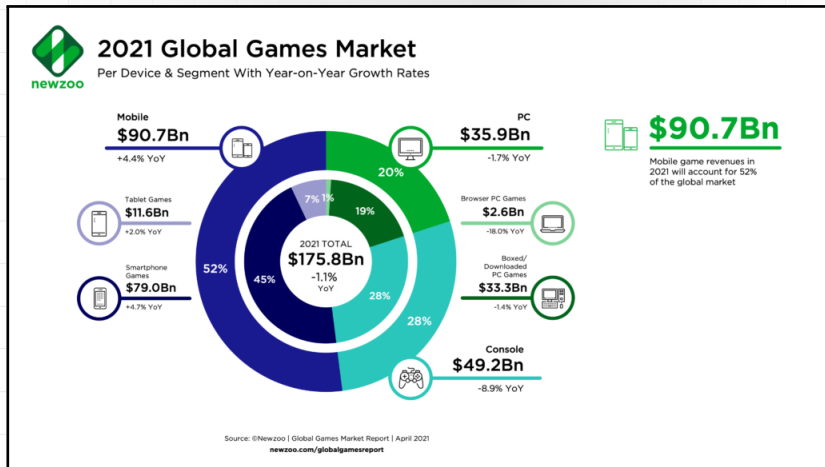 newzoo
2021 Global Games Market
Per Device & Segment With Year-on-Year Growth Rates
Mobile
$90.7Bn
+4.4% YoY
Tablet Games
$11.6Bn
+2.0% YoY
Smartphone
Games
$79.0Bn
+4.7% YoY
52%
20%
28%
7%
1%
19%
45%
28%
2021 TOTAL
$175.8Bn
-1.1%
YoY
PC
$35.9Bn
-1.7% YoY
Browser PC Games
$2.6Bn
-18.0% YoY
Boxed/
Downloaded
PC Games
$33.3Bn
-1.4% YoY
Console
$49.2Bn
-8.9% YoY
$90.7Bn
Mobile game revenues in
2021 will account for 52%
of the global market
Source: ©Newzoo | Global Games Market Report | April 2021
newzoo.com/globalgamesreport